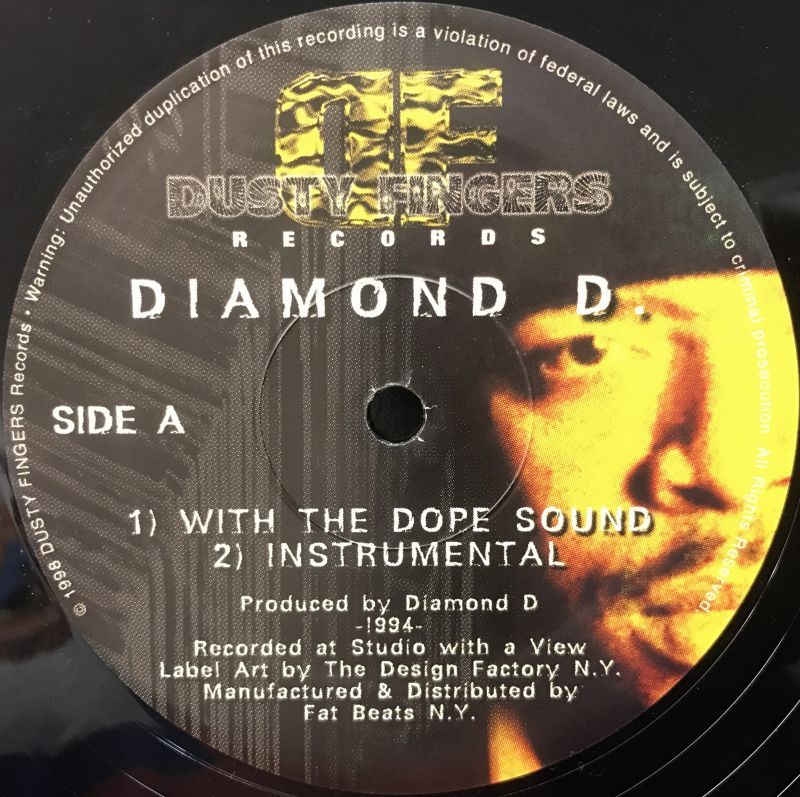 © 1998 DUSTY FINGERS Records • Warning: Unauthorized duplication of this recording is a violation of federal laws and is subject to criminal prosecution All Rights Reserved
DF
DUSTY FINGERS
RECORDS
DIAMOND D.
SIDE A
1) WITH THE DOPE SOUND
2) INSTRUMENTAL
Produced by Diamond D
-1994-
Recorded at Studio with a View
Label Art by The Design Factory N.Y.
Manufactured & Distributed by
Fat Beats N.Y.